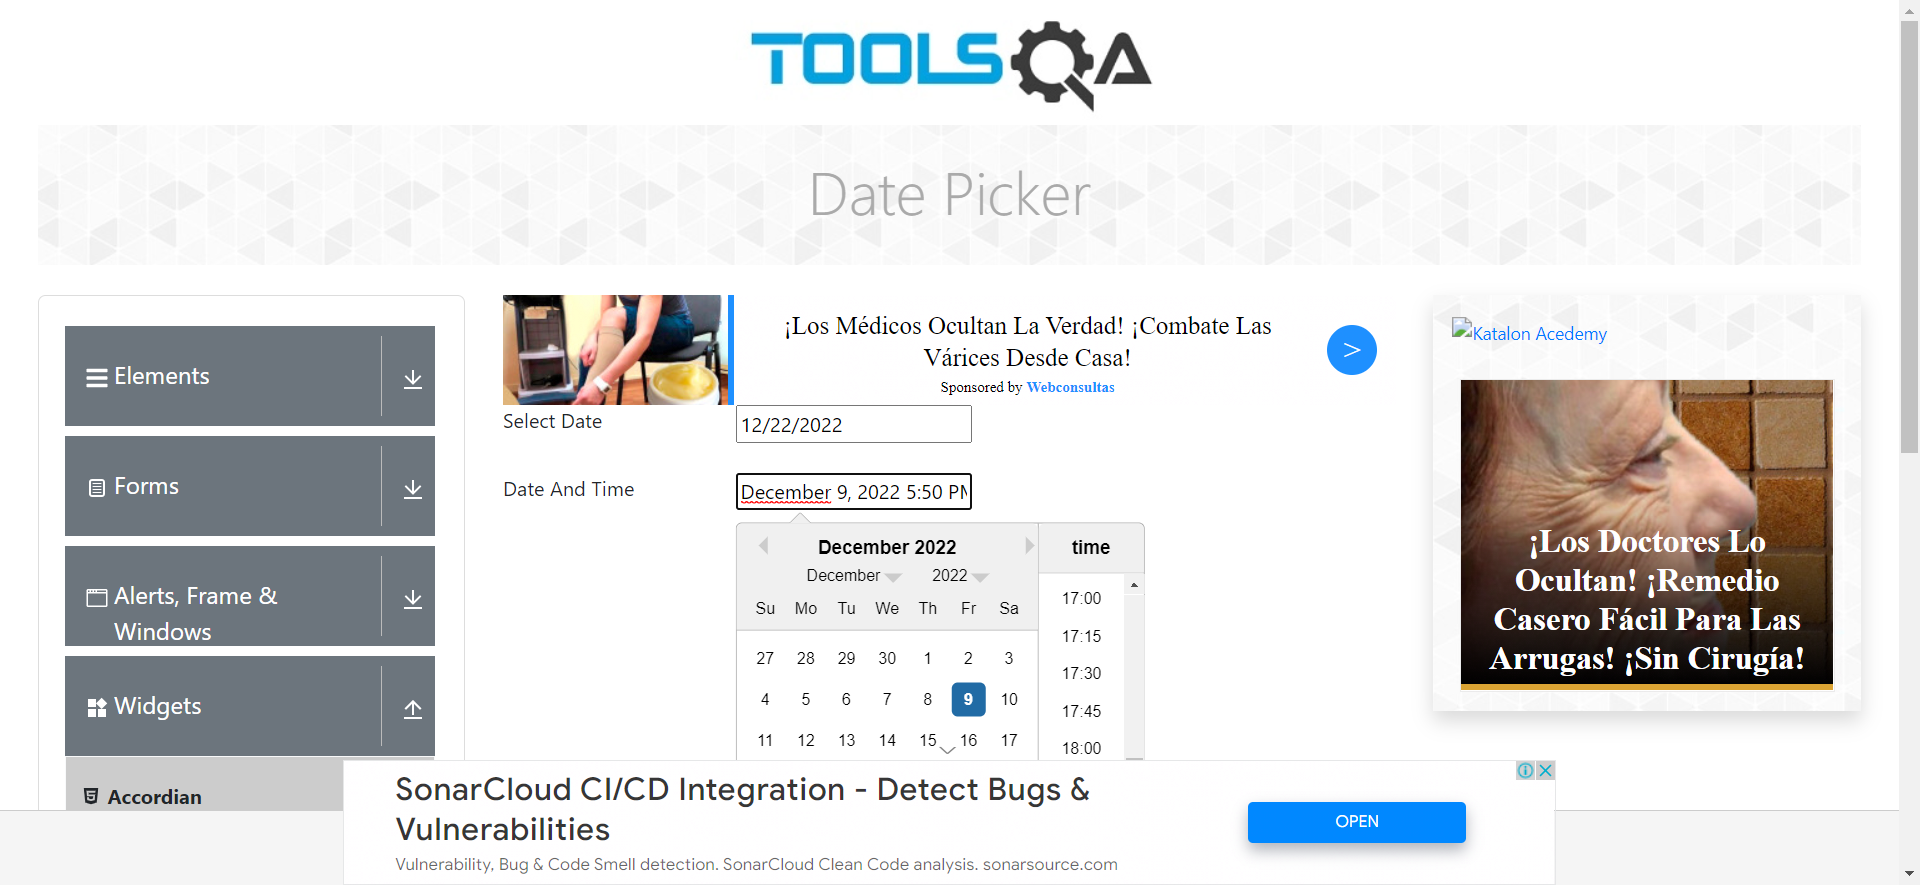 TOOLSQA
Date Picker
Elements
Forms
Alerts, Frame &
Windows
Widgets
Accordian
¡Los Médicos Ocultan La Verdad! ¡Combate Las
Várices Desde Casa!
Sponsored by Webconsultas
>
Select Date
12/22/2022
Date And Time
December 9, 2022 5:50 PM
December 2022
December
2022
Su Mo Tu We Th Fr Sa
27 28 29 30 1 2 3
4 5 6 7 8 9 10
11 12 13 14 15 16 17
time
17:00
17:15
17:30
17:45
18:00
Katalon Acedemy
¡Los Doctores Lo
Ocultan! ¡Remedio
Casero Fácil Para Las
Arrugas! ¡Sin Cirugía!
SonarCloud CI/CD Integration - Detect Bugs &
Vulnerabilities
Vulnerability, Bug & Code Smell detection. SonarCloud Clean Code analysis. sonarsource.com
OPEN